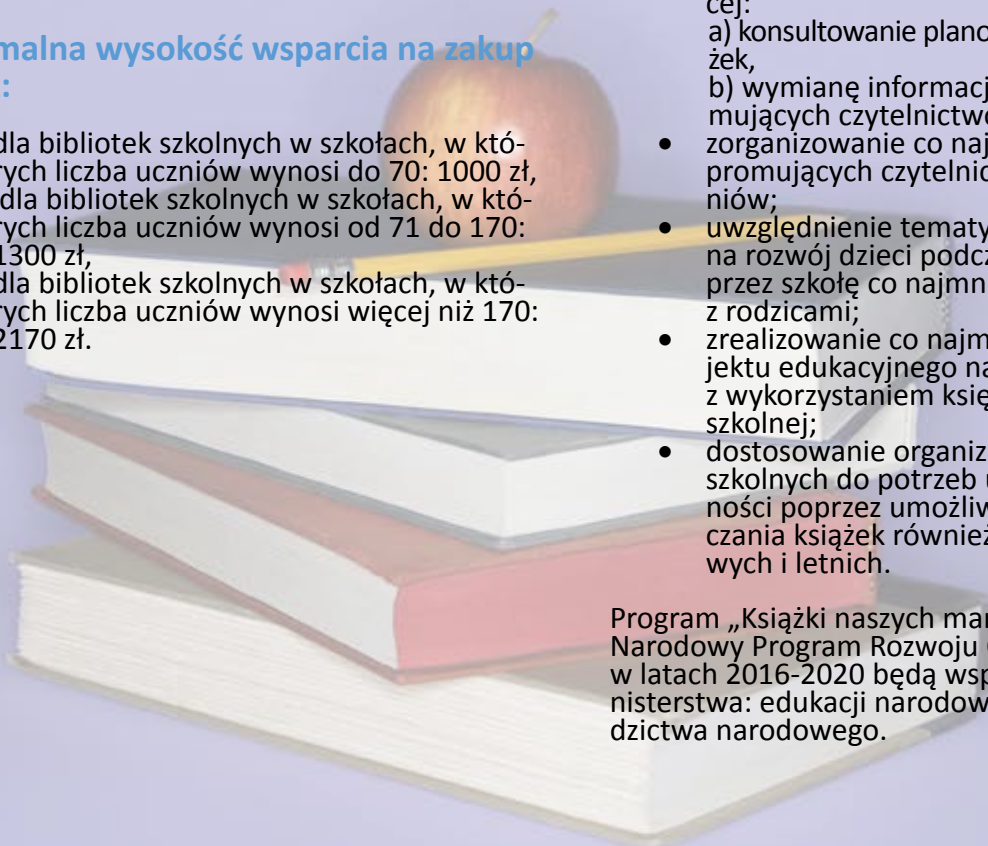 malna wysokość wsparcia na zakup
:
dla bibliotek szkolnych w szkołach, w któ-
rych liczba uczniów wynosi do 70: 1000 zł,
dla bibliotek szkolnych w szkołach, w któ-
rych liczba uczniów wynosi od 71 do 170:
1300 zł,
dla bibliotek szkolnych w szkołach, w któ-
rych liczba uczniów wynosi więcej niż 170:
2170 zł.
cej:
a) konsultowanie plano
żek,
b) wymianę informacj
mujących czytelnictwo
• zorganizowanie co naj
promujących czytelnic
niów;
• uwzględnienie tematy
na rozwój dzieci podcz
przez szkołę co najmn
z rodzicami;
• zrealizowanie co najm
jektu edukacyjnego na
z wykorzystaniem księ
szkolnej;
• dostosowanie organiz
szkolnych do potrzeb u
ności poprzez umożliw
czania książek również
wych i letnich.
Program „Książki naszych mar
Narodowy Program Rozwoju
w latach 2016-2020 będą wsp
nisterstwa: edukacji narodow
dzictwa narodowego.